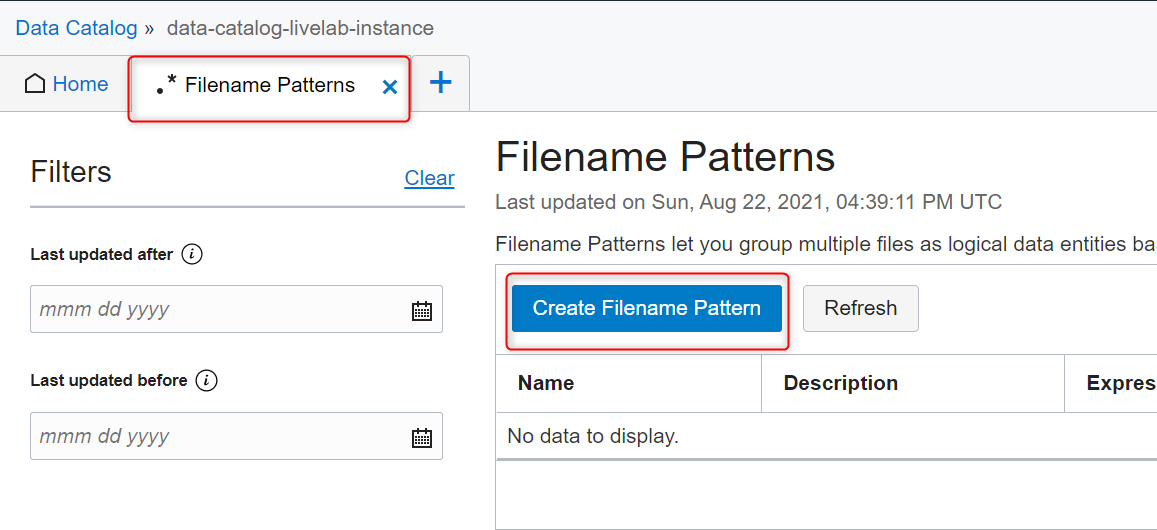 Data Catalog » data-catalog-livelab-instance
Home
.* Filename Patterns ×
+
Filters
Clear
Last updated after i
mmm dd yyyy
Last updated before i
mmm dd yyyy
Filename Patterns
Last updated on Sun, Aug 22, 2021, 04:39:11 PM UTC
Filename Patterns let you group multiple files as logical data entities ba
Create Filename Pattern
Refresh
Name Description Expres
No data to display.